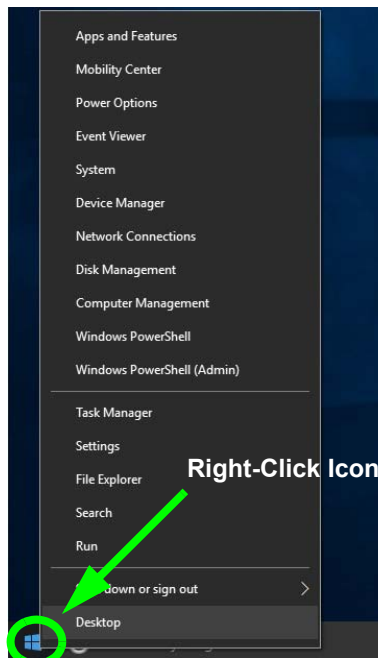 Apps and Features
Mobility Center
Power Options
Event Viewer
System
Device Manager
Network Connections
Disk Management
Computer Management
Windows PowerShell
Windows PowerShell (Admin)
Task Manager
Settings
File Explorer
Right-Click Icon
Search
Run
down or sign out
Desktop